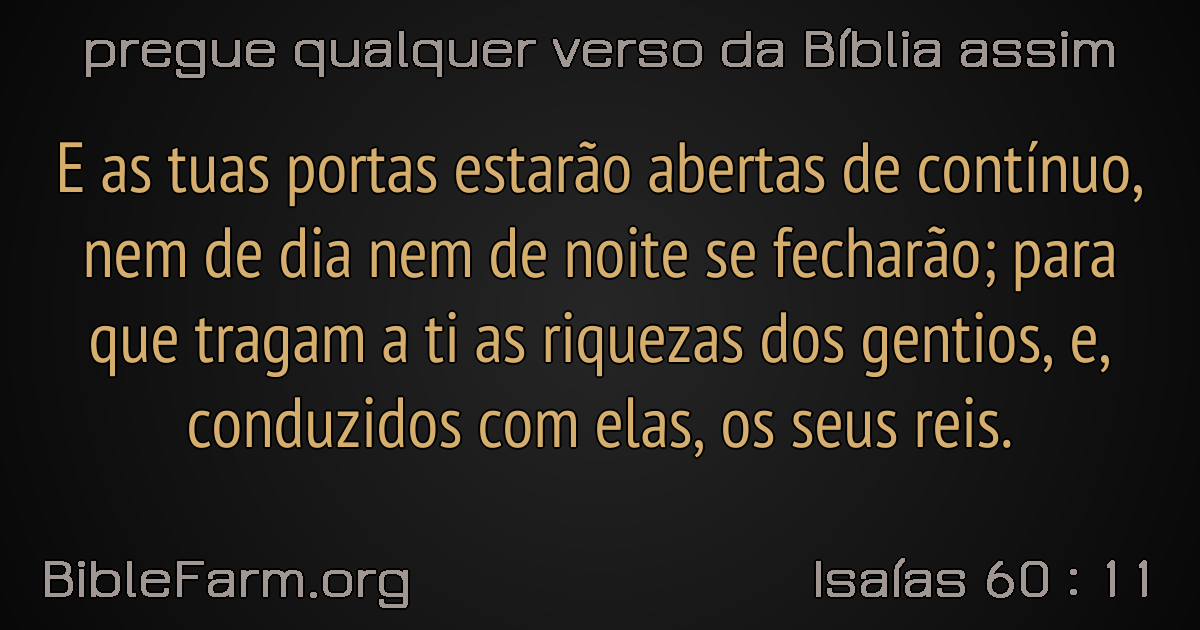 pregue qualquer verso da Bíblia assim
E as tuas portas estarão abertas de contínuo,
nem de dia nem de noite se fecharão; para
que tragam a ti as riquezas dos gentios, e,
conduzidos com elas, os seus reis.
BibleFarm.org
Isaías 60 : 11